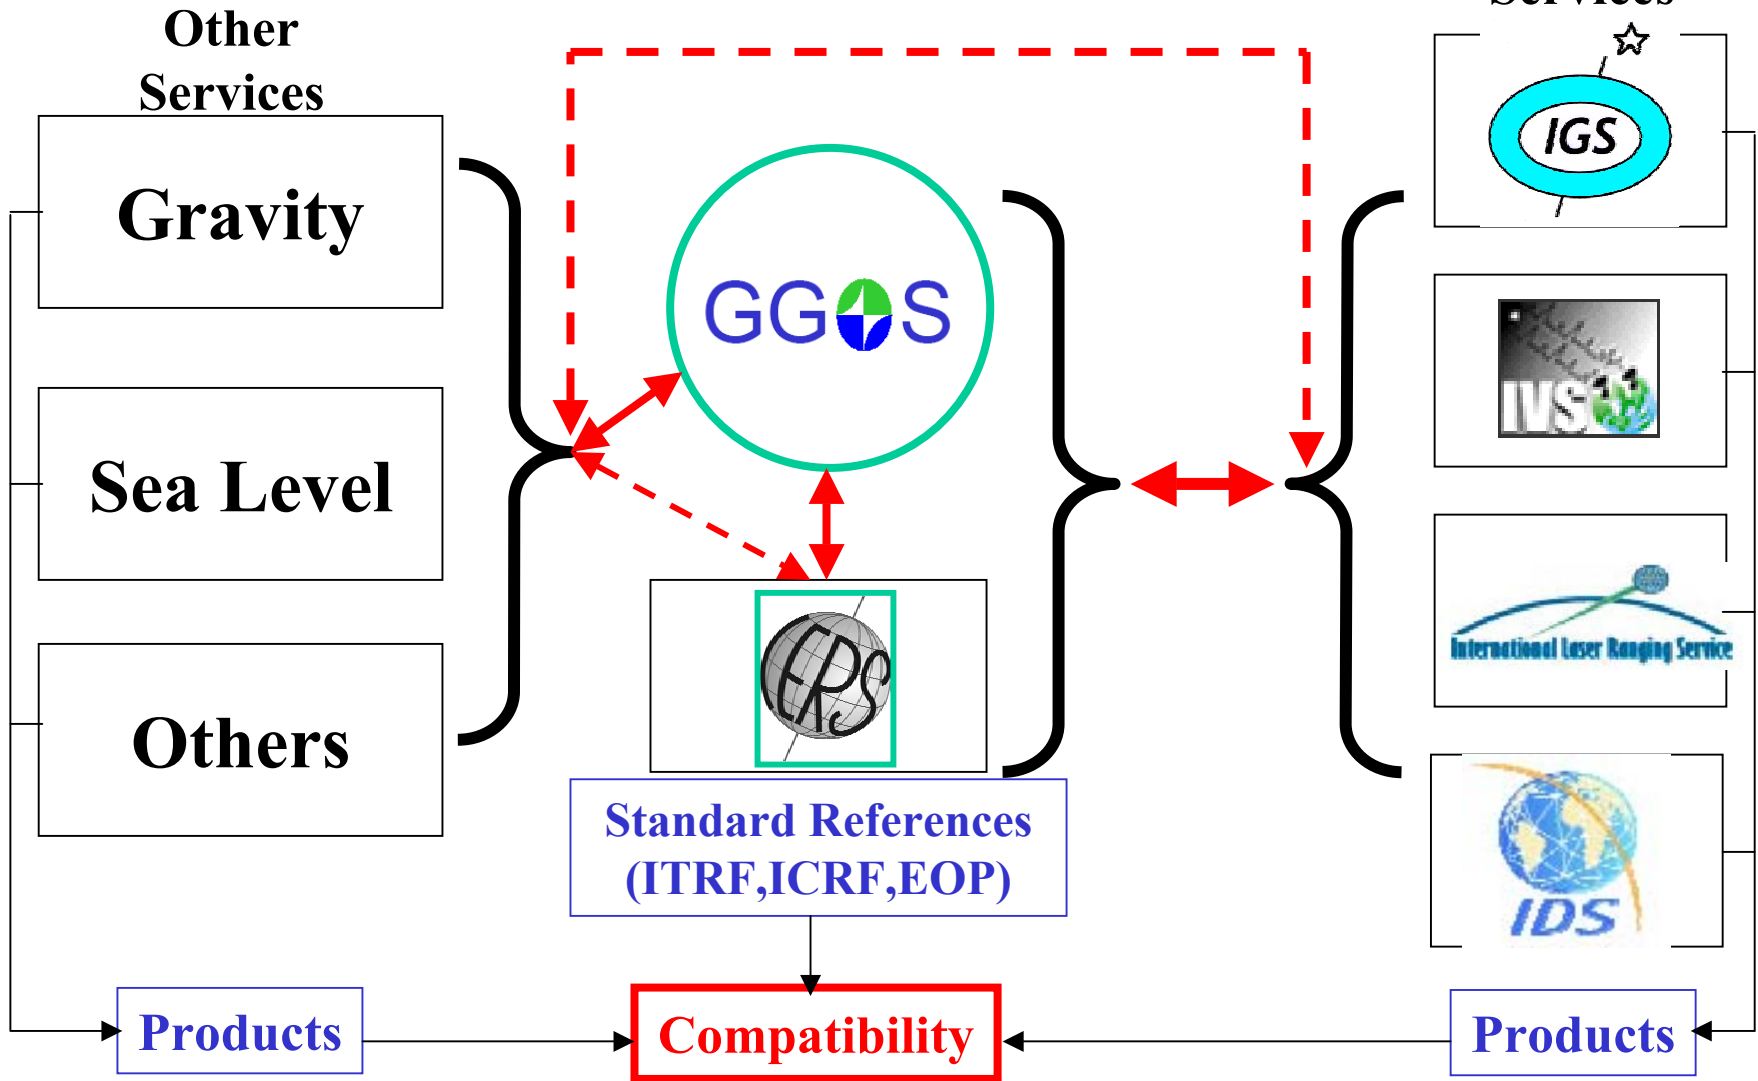 Services
Other
Services
Gravity
Sea Level
Others
GGOS
IERS
Standard References
(ITRF,ICRF,EOP)
IGS
IVS
International Laser Ranging Service
IDS
Products
Compatibility
Products